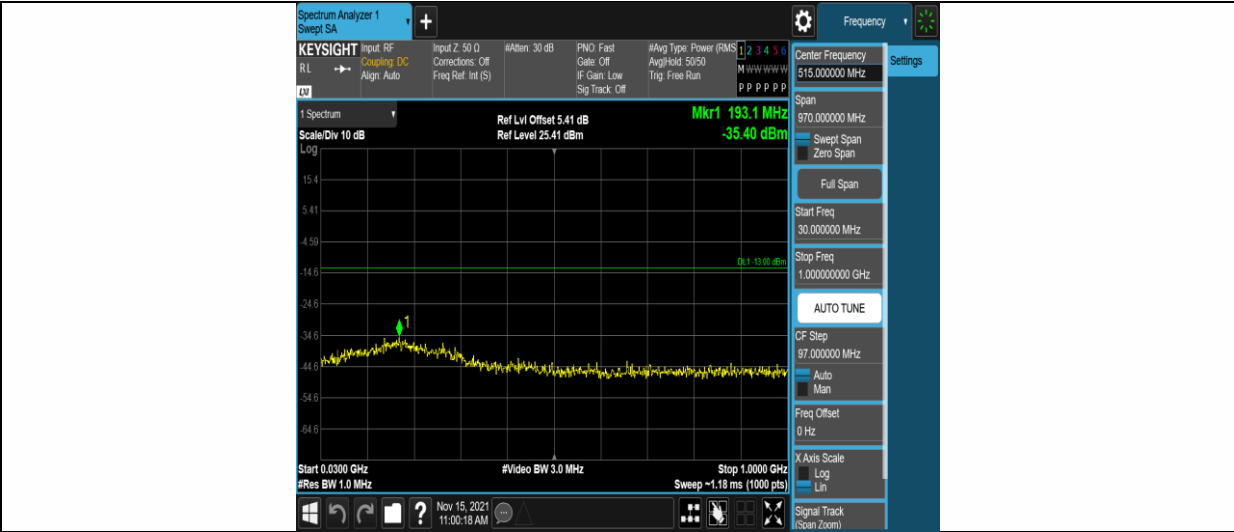 Spectrum Analyzer 1
Swept SA
+
Frequency
KEYSIGHT
RL
LXI
Input: RF
Coupling: DC
Align: Auto
Input Z: 50 Ω
Corrections: Off
Freq Ref: Int (S)
#Atten: 30 dB
PNO: Fast
Gate: Off
IF Gain: Low
Sig Track: Off
#Avg Type: Power (RMS
Avg|Hold: 50/50
Trig: Free Run
1 2 3 4 5 6
M W W W W W
P P P P P P
1 Spectrum
Scale/Div 10 dB
Log
Ref Lvl Offset 5.41 dB
Ref Level 25.41 dBm
Mkr1 193.1 MHz
-35.40 dBm
15.4
5.41
-4.59
DL1 -13.00 dBm
-14.6
-24.6
1
-34.6
-44.6
-54.6
-64.6
Start 0.0300 GHz
#Res BW 1.0 MHz
#Video BW 3.0 MHz
Stop 1.0000 GHz
Sweep ~1.18 ms (1000 pts)
?
Nov 15, 2021
11:00:18 AM
Settings
Center Frequency
515.000000 MHz
Span
970.000000 MHz
Swept Span
Zero Span
Full Span
Start Freq
30.000000 MHz
Stop Freq
1.000000000 GHz
AUTO TUNE
CF Step
97.000000 MHz
Auto
Man
Freq Offset
0 Hz
X Axis Scale
Log
Lin
Signal Track
(Span Zoom)